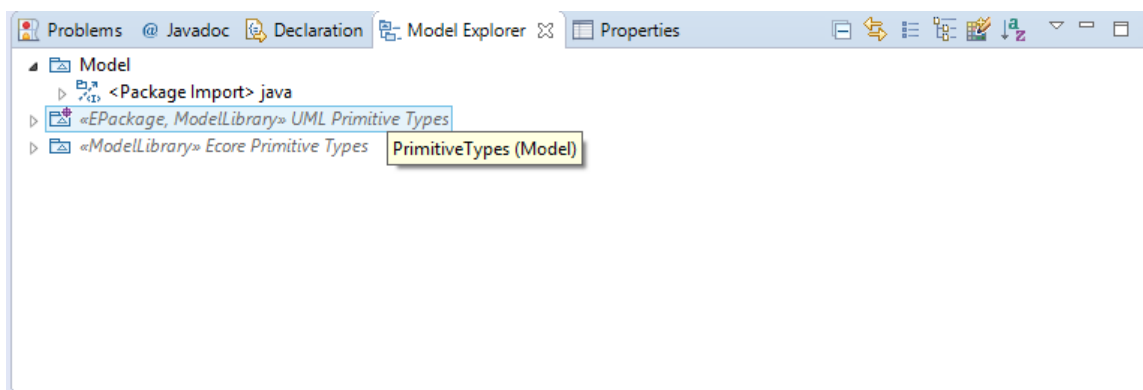 Problems @ Javadoc Declaration Model Explorer Properties
Model
<Package Import> java
«EPackage, ModelLibrary» UML Primitive Types
«ModelLibrary» Ecore Primitive Types
PrimitiveTypes (Model)